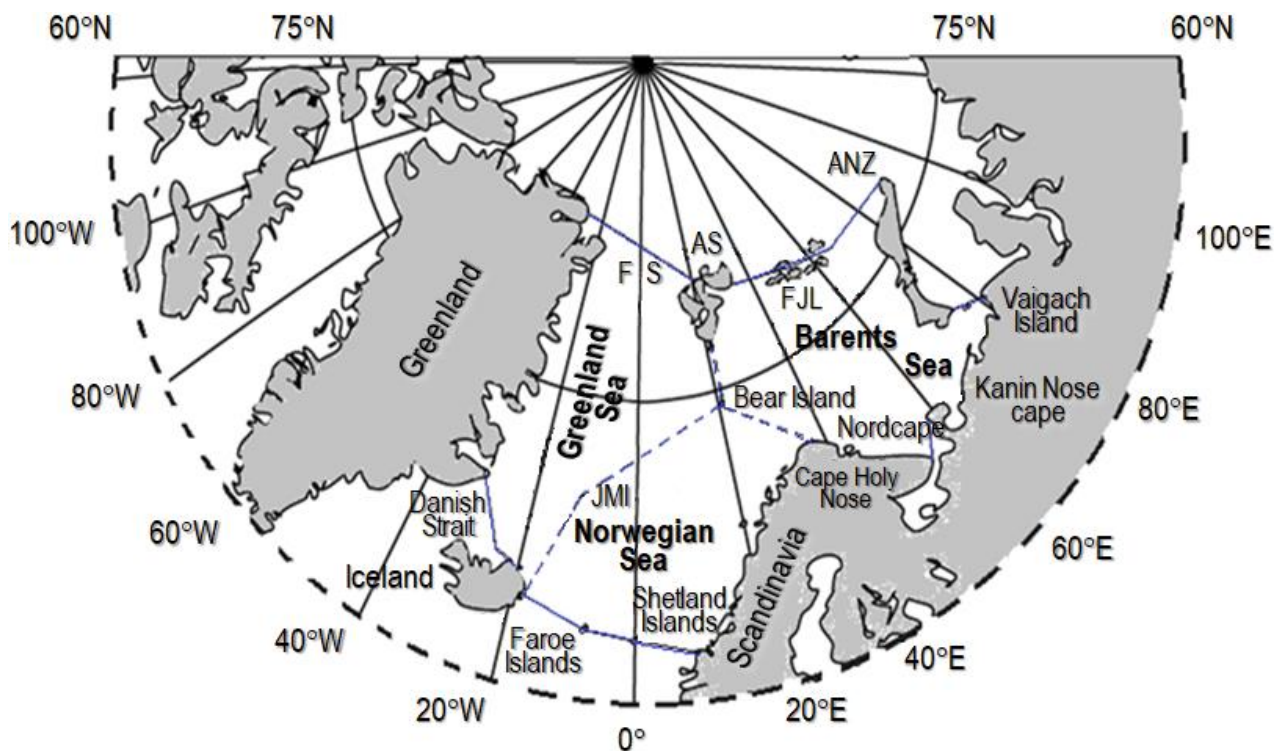 60°N
75°N
75°N
60°N
ANZ
100°W
AS
100°E
F S
FJL
Vaigach
Island
Greenland
Greenland
Sea
Barents
Sea
Kanin Nose
cape
80°W
Bear Island
80°E
Nordcape
Danish
Strait
JMI
Cape Holy
Nose
60°W
Norwegian
Sea
60°E
Iceland
Shetland
Islands
Scandinavia
Faroe
Islands
40°W
40°E
20°W
20°E
0°